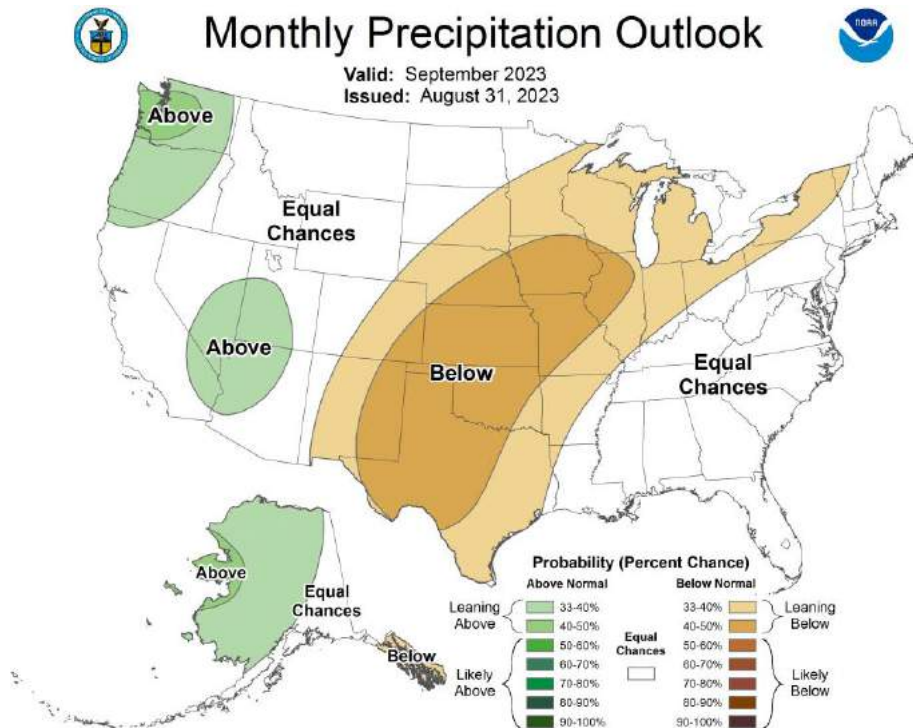 Monthly Precipitation Outlook
NOAA
Valid: September 2023
Issued: August 31, 2023
Above
Equal
Chances
Above
Below
Equal
Chances
Above
Equal
Chances
Below
Probability (Percent Chance)
Above Normal
Below Normal
Leaning
Above
33-40%
40-50%
Likely
Above
50-60%
60-70%
70-80%
80-90%
90-100%
Equal
Chances
33-40%
40-50%
Leaning
Below
50-60%
60-70%
70-80%
80-90%
90-100%
Likely
Below